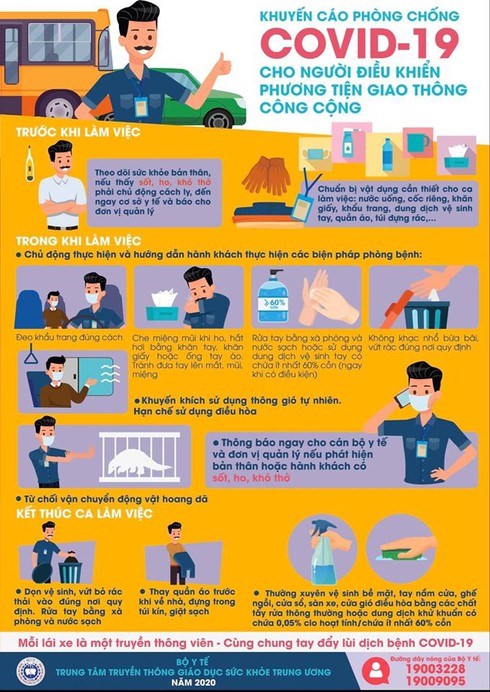 KHUYẾN CÁO PHÒNG CHỐNG
COVID-19
CHO NGƯỜI ĐIỀU KHIỂN
PHƯƠNG TIỆN GIAO THÔNG
CÔNG CỘNG
TRƯỚC KHI LÀM VIỆC
Theo dõi sức khỏe bản thân,
nếu thấy sốt, ho, khó thở
phải chủ động cách ly, đến
ngay cơ sở y tế và báo cho
đơn vị quản lý
Chuẩn bị vật dụng cần thiết cho ca
làm việc: nước uống, cốc riêng, khăn
giấy, khẩu trang, dung dịch vệ sinh
tay, quần áo, túi đựng rác,...
TRONG KHI LÀM VIỆC
● Chủ động thực hiện và hướng dẫn hành khách thực hiện các biện pháp phòng bệnh:
≥60%
Đeo khẩu trang đúng cách
Che miệng mũi khi ho, hắt
hơi bằng khăn tay, khăn
giấy hoặc ống tay áo.
Tránh đưa tay lên mắt, mũi,
miệng
Rửa tay bằng xà phòng và
nước sạch hoặc sử dụng
dung dịch vệ sinh tay có
chứa ít nhất 60% cồn (ngay
khi có điều kiện)
Không khạc nhổ bừa bãi,
vứt rác đúng nơi quy định
● Khuyến khích sử dụng thông gió tự nhiên.
Hạn chế sử dụng điều hòa
● Thông báo ngay cho cán bộ y tế
và đơn vị quản lý nếu phát hiện
bản thân hoặc hành khách có
sốt, ho, khó thở
● Từ chối vận chuyển động vật hoang dã
KẾT THÚC CA LÀM VIỆC
● Dọn vệ sinh, vứt bỏ rác
thải vào đúng nơi quy
định. Rửa tay bằng xà
phòng và nước sạch
● Thay quần áo trước
khi về nhà, đựng trong
túi kín, giặt sạch
● Thường xuyên vệ sinh bề mặt, tay nắm cửa, ghế
ngồi, cửa sổ, sàn xe, cửa gió điều hòa bằng các chất
tẩy rửa thông thường hoặc dung dịch khử khuẩn có
chứa 0,05% clo hoạt tính/chứa ít nhất 60% cồn
Mỗi lái xe là một truyền thông viên - Cùng chung tay đẩy lùi dịch bệnh COVID-19
BỘ Y TẾ
TRUNG TÂM TRUYỀN THÔNG GIÁO DỤC SỨC KHỎE TRUNG ƯƠNG
NĂM 2020
Đường dây nóng của Bộ Y tế:
19003228
19009095